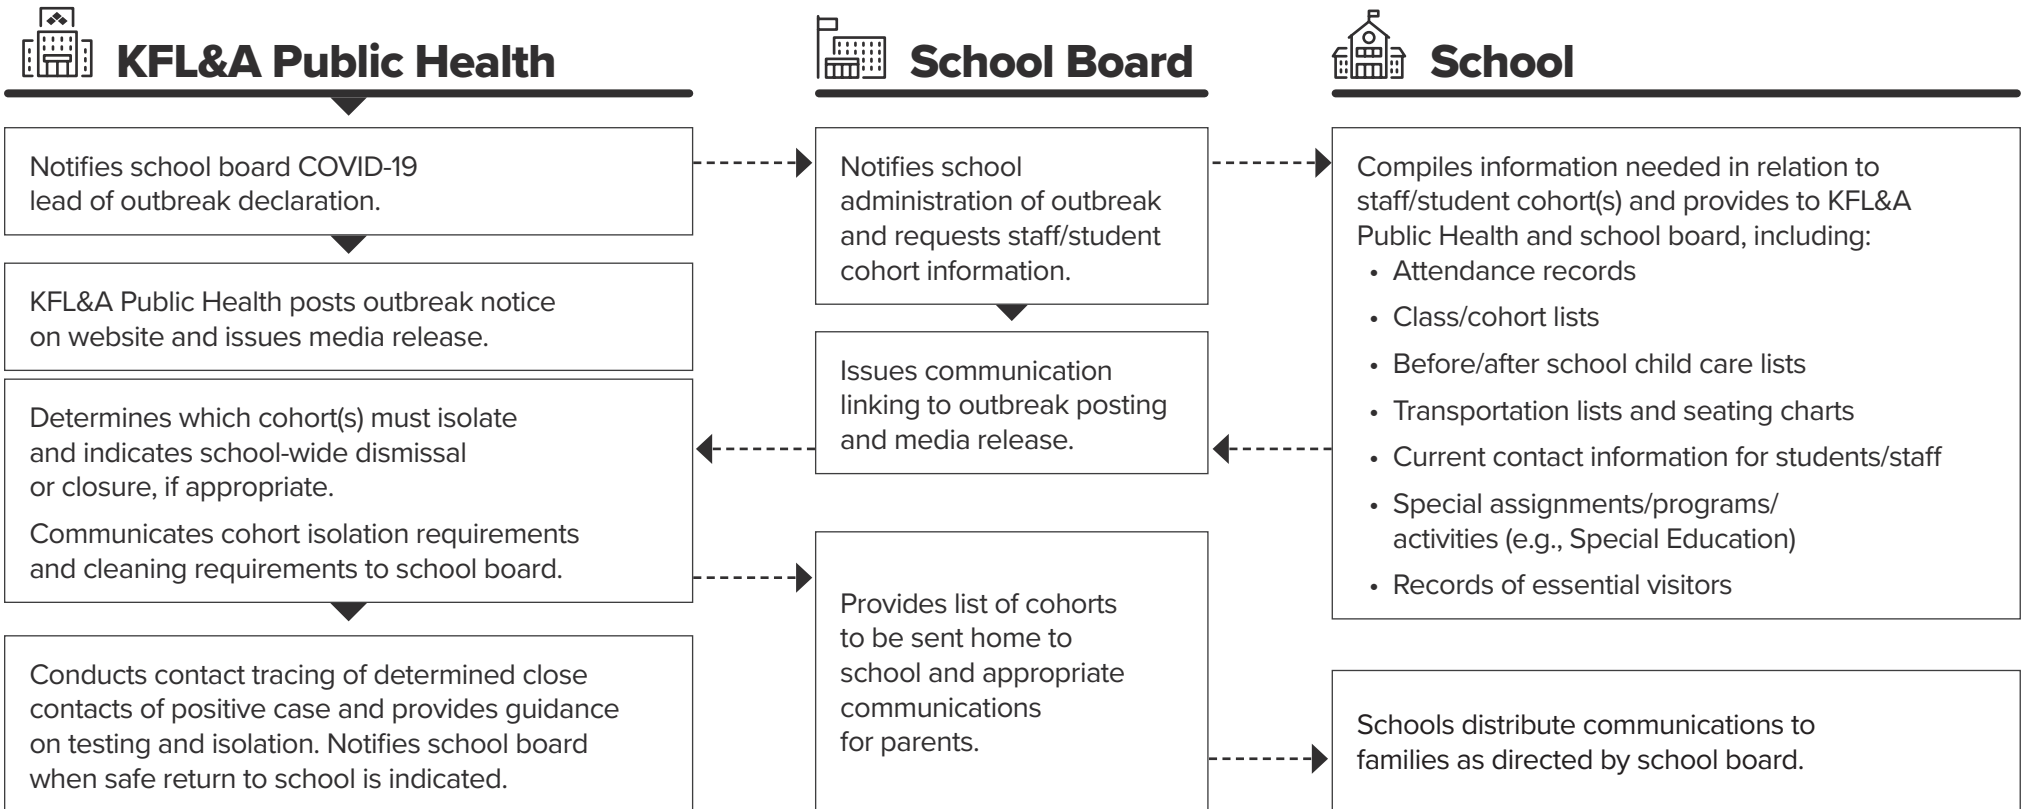 KFL&A Public Health
Notifies school board COVID-19
lead of outbreak declaration.
KFL&A Public Health posts outbreak notice
on website and issues media release.
Determines which cohort(s) must isolate
and indicates school-wide dismissal
or closure, if appropriate.
Communicates cohort isolation requirements
and cleaning requirements to school board.
Conducts contact tracing of determined close
contacts of positive case and provides guidance
on testing and isolation. Notifies school board
when safe return to school is indicated.
School Board
Notifies school
administration of outbreak
and requests staff/student
cohort information.
Issues communication
linking to outbreak posting
and media release.
Provides list of cohorts
to be sent home to
school and appropriate
communications
for parents.
School
Compiles information needed in relation to
staff/student cohort(s) and provides to KFL&A
Public Health and school board, including:
• Attendance records
• Class/cohort lists
• Before/after school child care lists
• Transportation lists and seating charts
• Current contact information for students/staff
• Special assignments/programs/
activities (e.g., Special Education)
• Records of essential visitors
Schools distribute communications to
families as directed by school board.